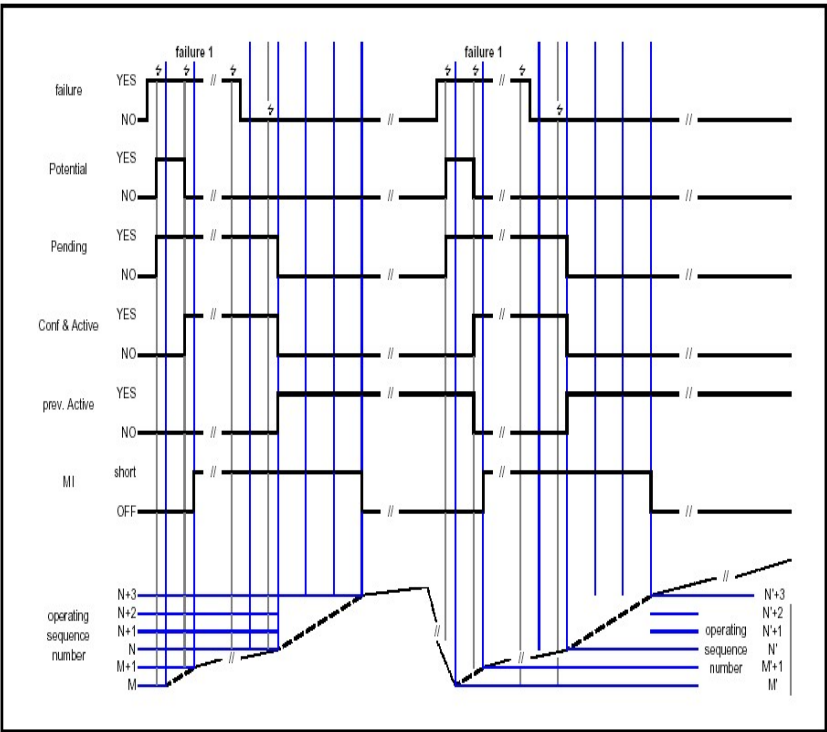 failure 1
failure 1
failure
YES
NO
Potential
YES
NO
Pending
YES
NO
Conf & Active
YES
NO
prev. Active
YES
NO
MI
short
OFF
operating
sequence
number
N+3
N+2
N+1
N
M+1
M
operating
sequence
number
N'+3
N'+2
N'+1
N'
M'+1
M'